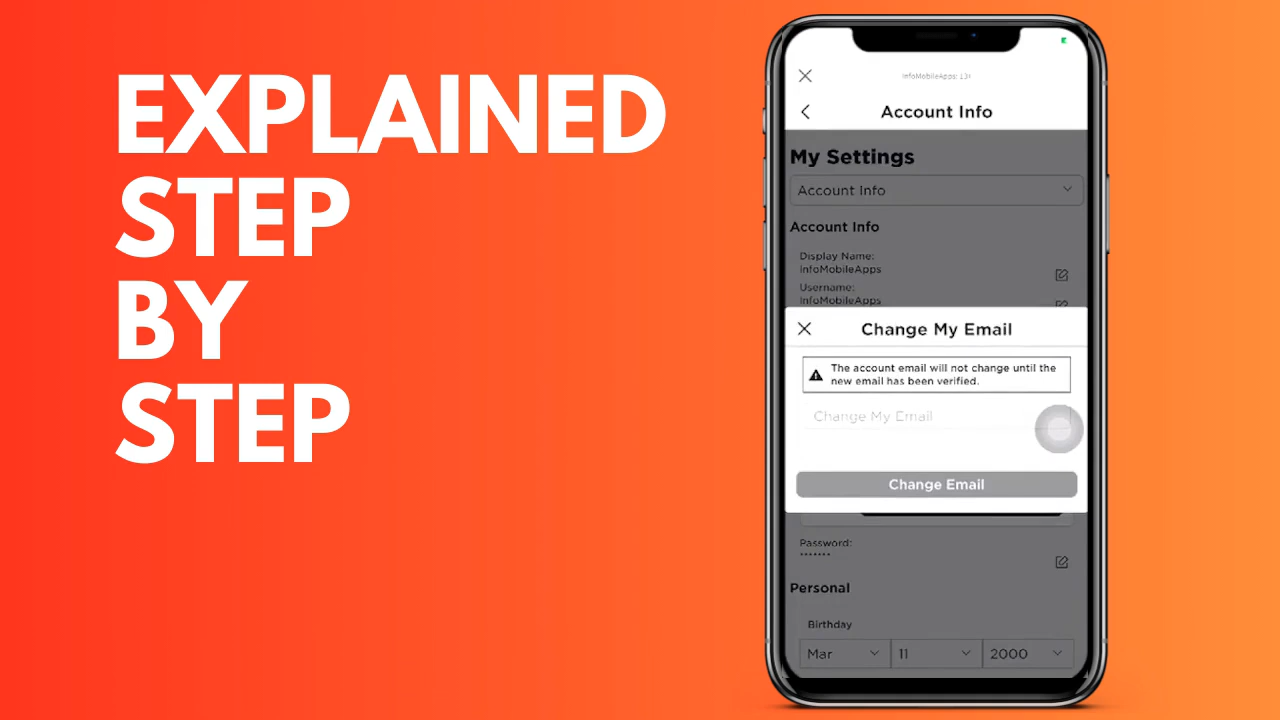 EXPLAINED
STEP
BY
STEP
InfoMobileApps: 13+
Account Info
My Settings
Account Info
Account Info
Display Name:
InfoMobileApps
Username:
InfoMobileApps
Change My Email
The account email will not change until the
new email has been verified.
Change My Email
Change Email
Password:
•••••••
Personal
Birthday
Mar 11 2000